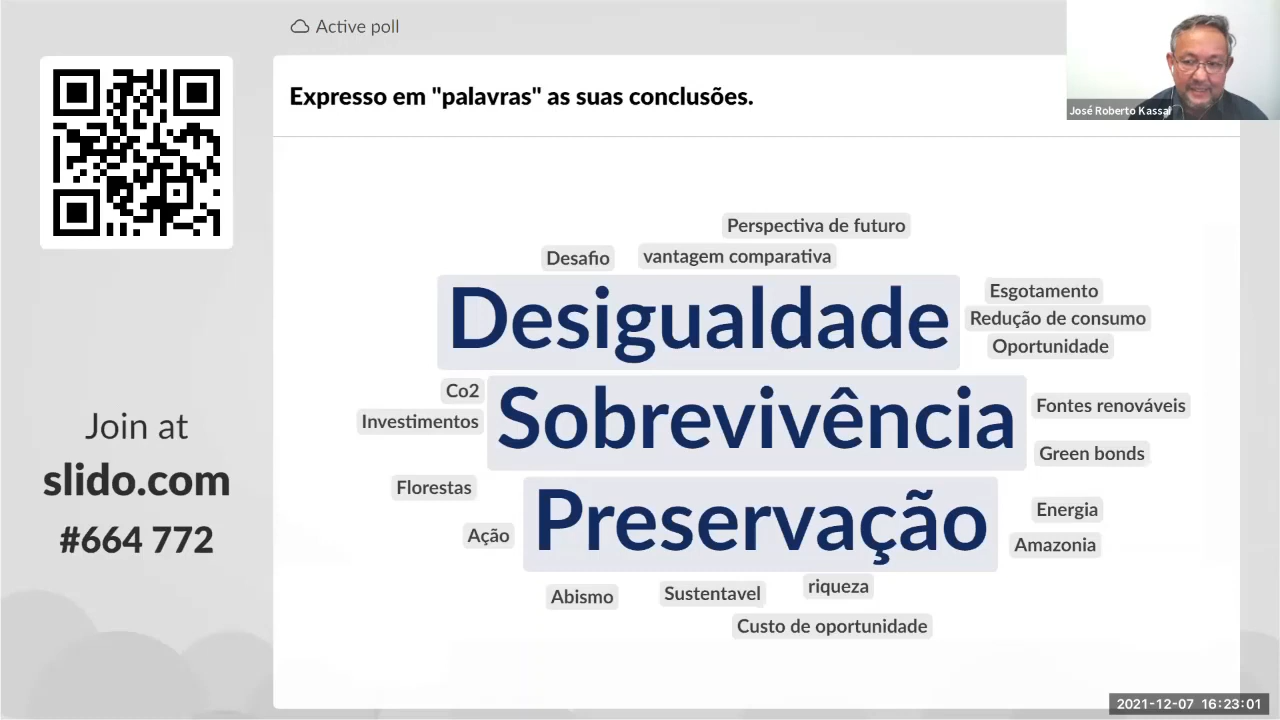 Active poll
Expresso em "palavras" as suas conclusões.
José Roberto Kassai
Perspectiva de futuro
Desafio
vantagem comparativa
Desigualdade
Esgotamento
Redução de consumo
Oportunidade
Co2
Investimentos
Sobrevivência
Fontes renováveis
Green bonds
Join at
slido.com
#664 772
Florestas
Ação
Preservação
Energia
Amazonia
Abismo
Sustentavel
riqueza
Custo de oportunidade
2021-12-07 16:23:01